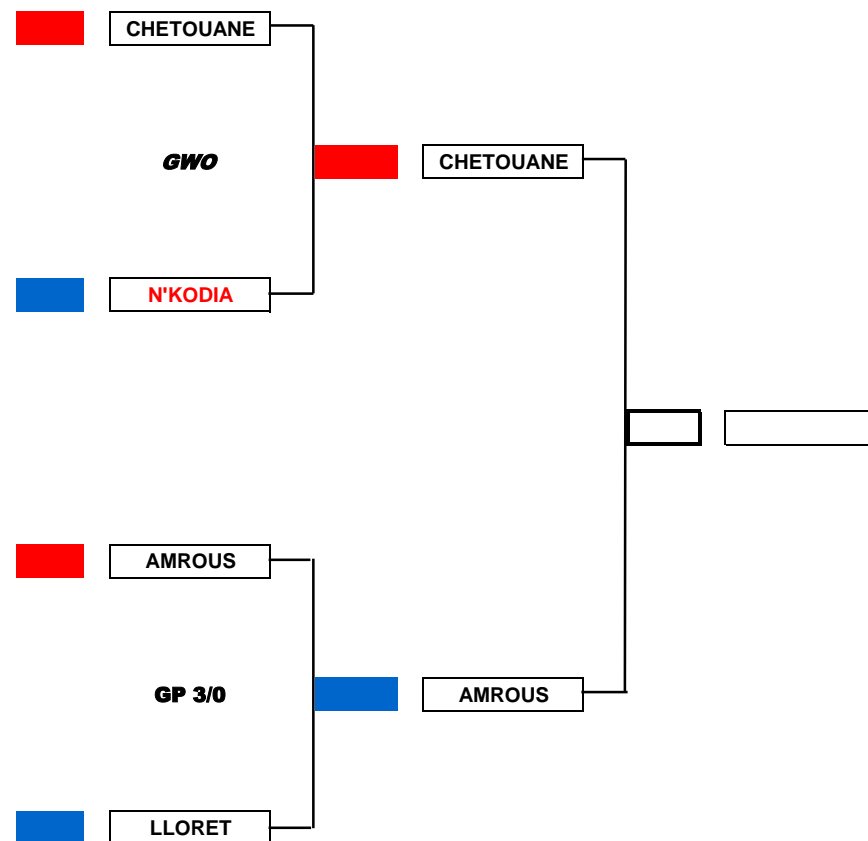 CHETOUANE
GWO
CHETOUANE
N'KODIA
AMROUS
GP 3/0
AMROUS
LLORET